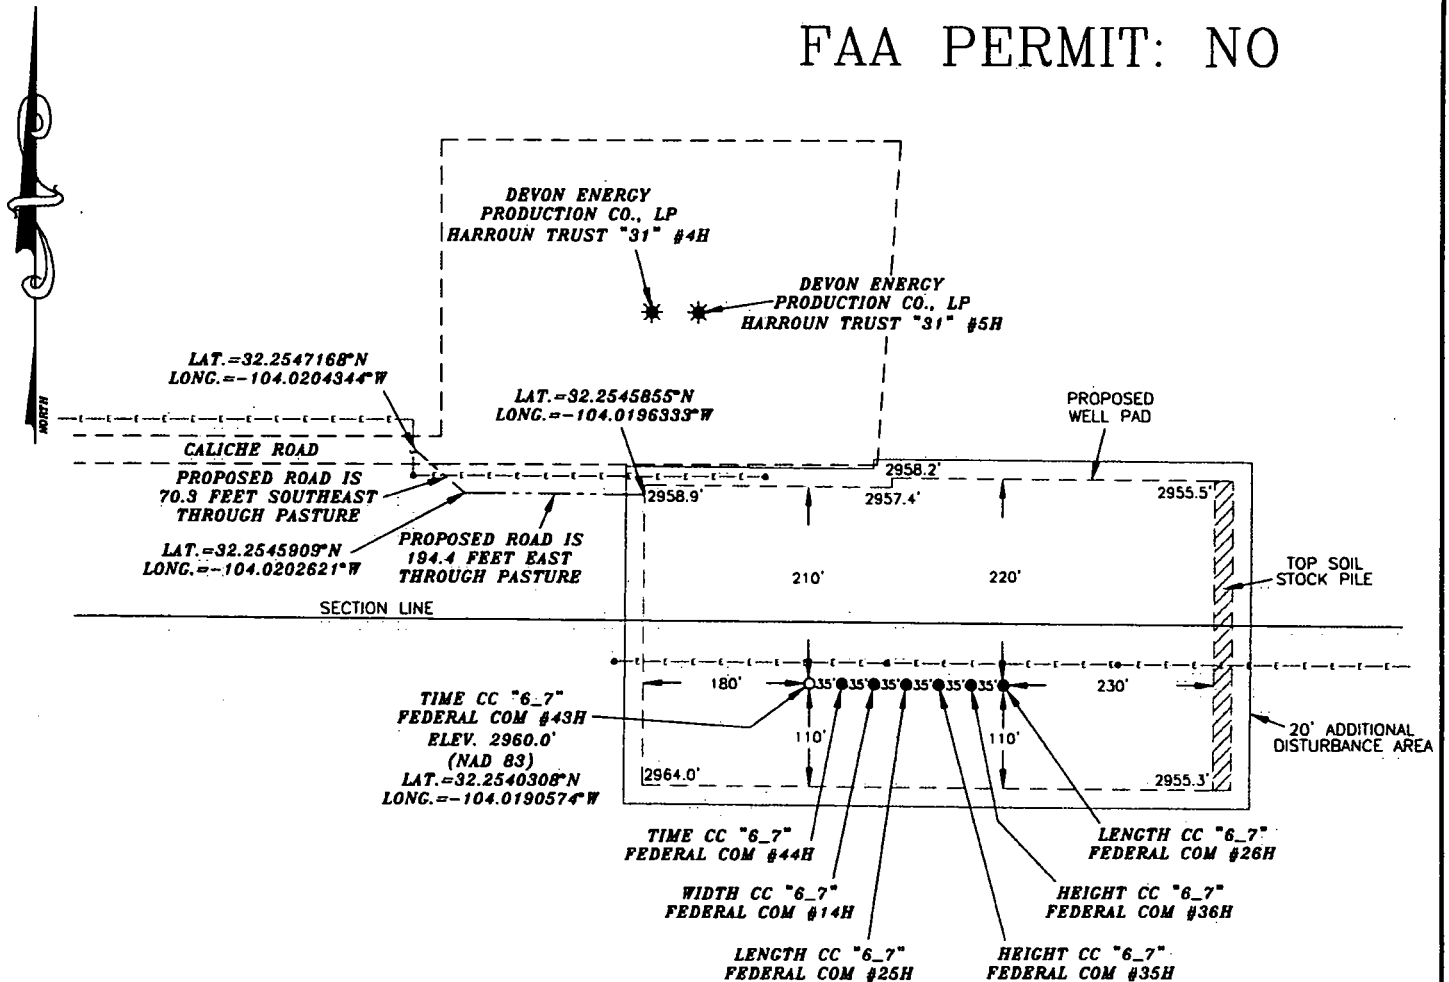 FAA PERMIT: NO
NORTH
DEVON ENERGY
PRODUCTION CO., LP
HARROUN TRUST "31" #4H
DEVON ENERGY
PRODUCTION CO., LP
HARROUN TRUST "31" #5H
LAT.=32.2547168°N
LONG.=-104.0204344°W
LAT.=32.2545855°N
LONG.=-104.0196333°W
PROPOSED
WELL PAD
CALICHE ROAD
PROPOSED ROAD IS
70.3 FEET SOUTHEAST
THROUGH PASTURE
2958.2'
2958.9'
2957.4'
2955.5'
LAT.=32.2545909°N
LONG.=-104.0202621°W
PROPOSED ROAD IS
194.4 FEET EAST
THROUGH PASTURE
210'
220'
TOP SOIL
STOCK PILE
SECTION LINE
E E E E E E E E E E E E E E E E E E E E E E E E E E E E E E
180'
35'
35'
35'
35'
35'
35'
230'
TIME CC "6_7"
FEDERAL COM #43H
ELEV. 2960.0'
(NAD 83)
LAT.=32.2540308°N
LONG.=-104.0190574°W
110'
110'
20' ADDITIONAL
DISTURBANCE AREA
2964.0'
2955.3'
TIME CC "6_7"
FEDERAL COM #44H
LENGTH CC "6_7"
FEDERAL COM #26H
WIDTH CC "6_7"
FEDERAL COM #14H
HEIGHT CC "6_7"
FEDERAL COM #36H
LENGTH CC "6_7"
FEDERAL COM #25H
HEIGHT CC "6_7"
FEDERAL COM #35H